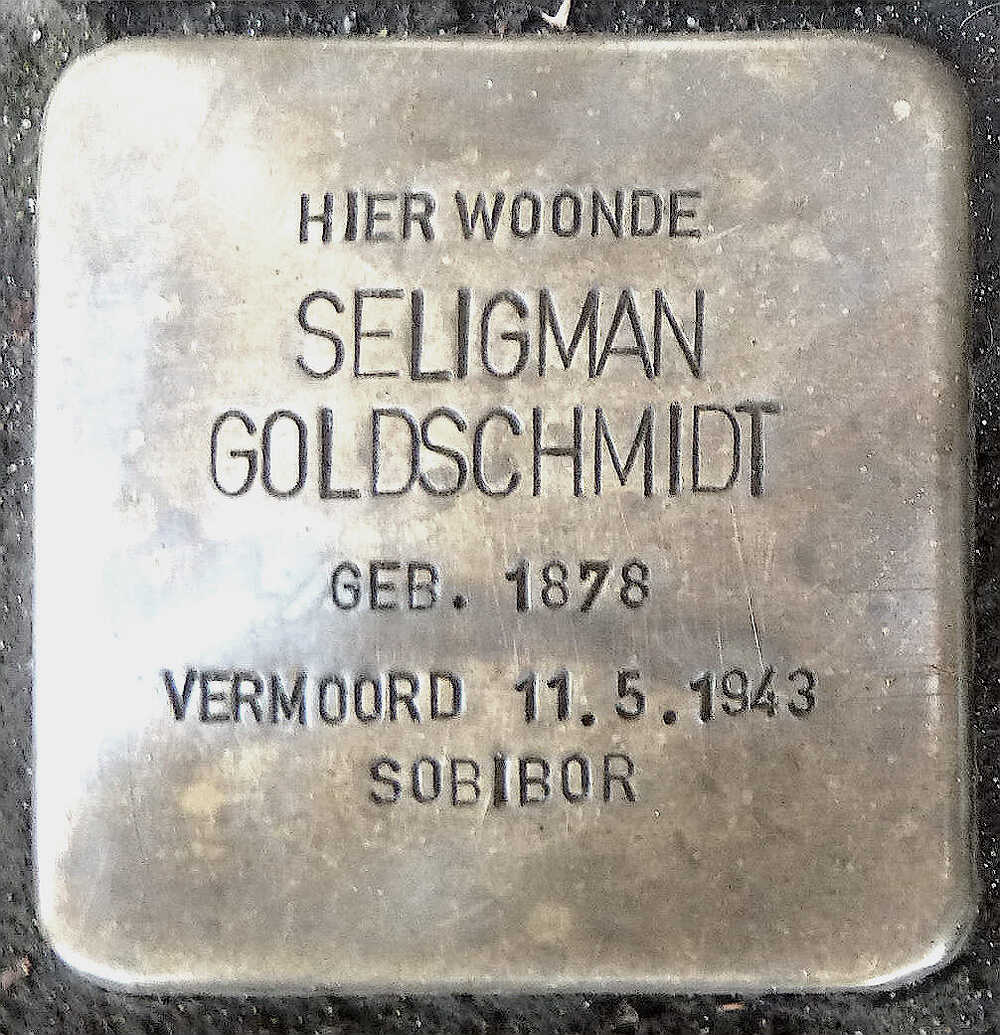 HIER WOONDE
SELIGMAN
GOLDSCHMIDT
GEB. 1878
VERMOORD 11.5.1943
SOBIBOR